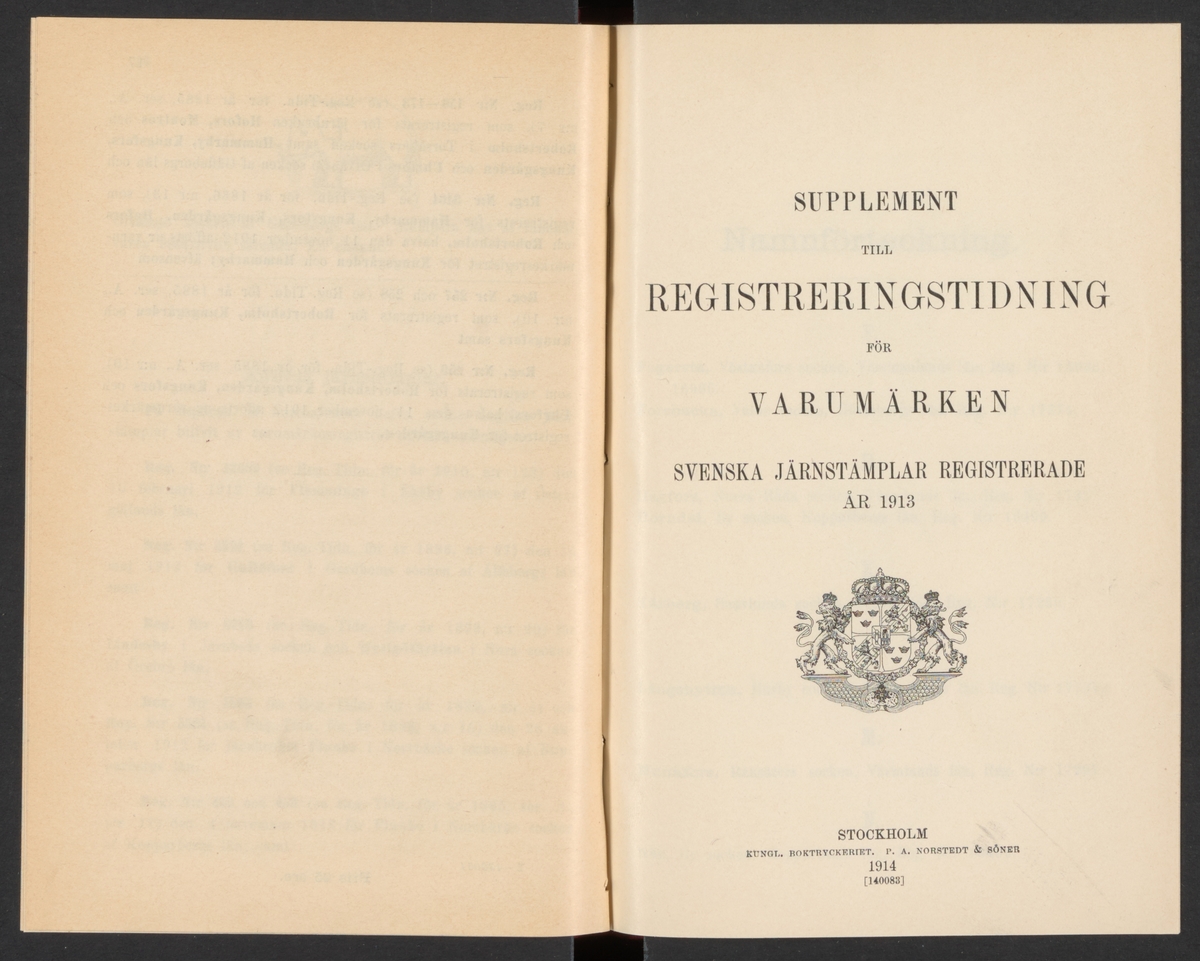 SUPPLEMENT
TILL
REGISTRERINGSTIDNING
FÖR
VARUMÄRKEN
SVENSKA JÄRNSTÄMPLAR REGISTRERADE
ÅR 1913
STOCKHOLM
KUNGL. BOKTRYCKERIET. P. A. NORSTEDT & SÖNER
1914
[140083]